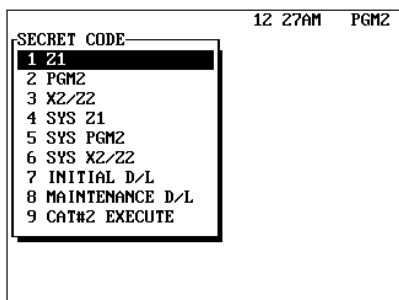 12 27AM PGM2
SECRET CODE
1 Z1
2 PGM2
3 X2/Z2
4 SYS Z1
5 SYS PGM2
6 SYS X2/Z2
7 INITIAL D/L
8 MAINTENANCE D/L
9 CAT#2 EXECUTE